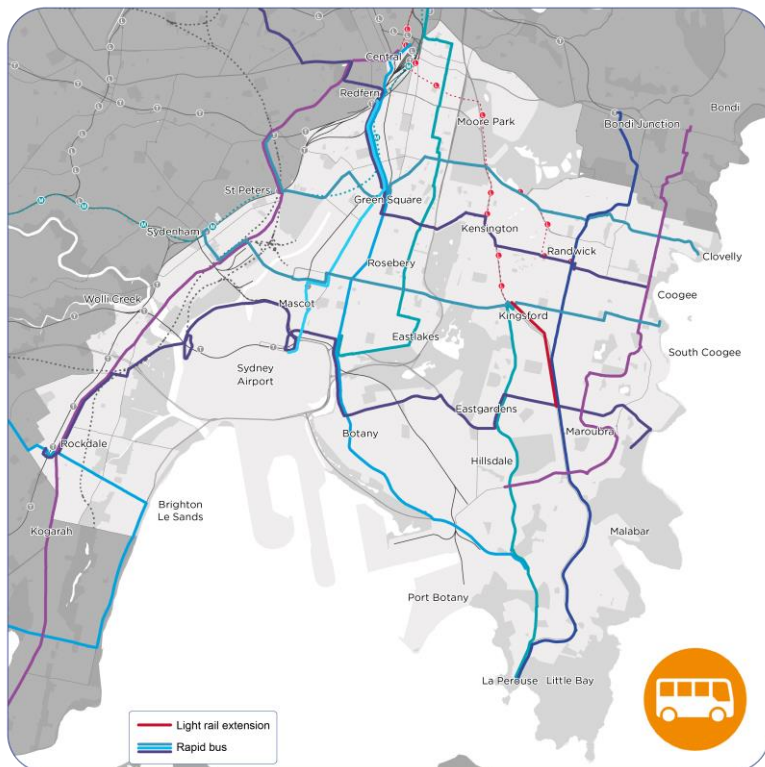 Central
Redfern
Bondi
Moore Park
Bondi Junction
St Peters
Green Square
Sydenham
Kensington
Randwick
Clovelly
Rosebery
Wolli Creek
Mascot
Coogee
Kingsford
Eastlakes
South Coogee
Sydney
Airport
Eastgardens
Botany
Maroubra
Rockdale
Hillsdale
Brighton
Le Sands
Kogarah
Malabar
Port Botany
La Perouse
Little Bay
Light rail extension
Rapid bus